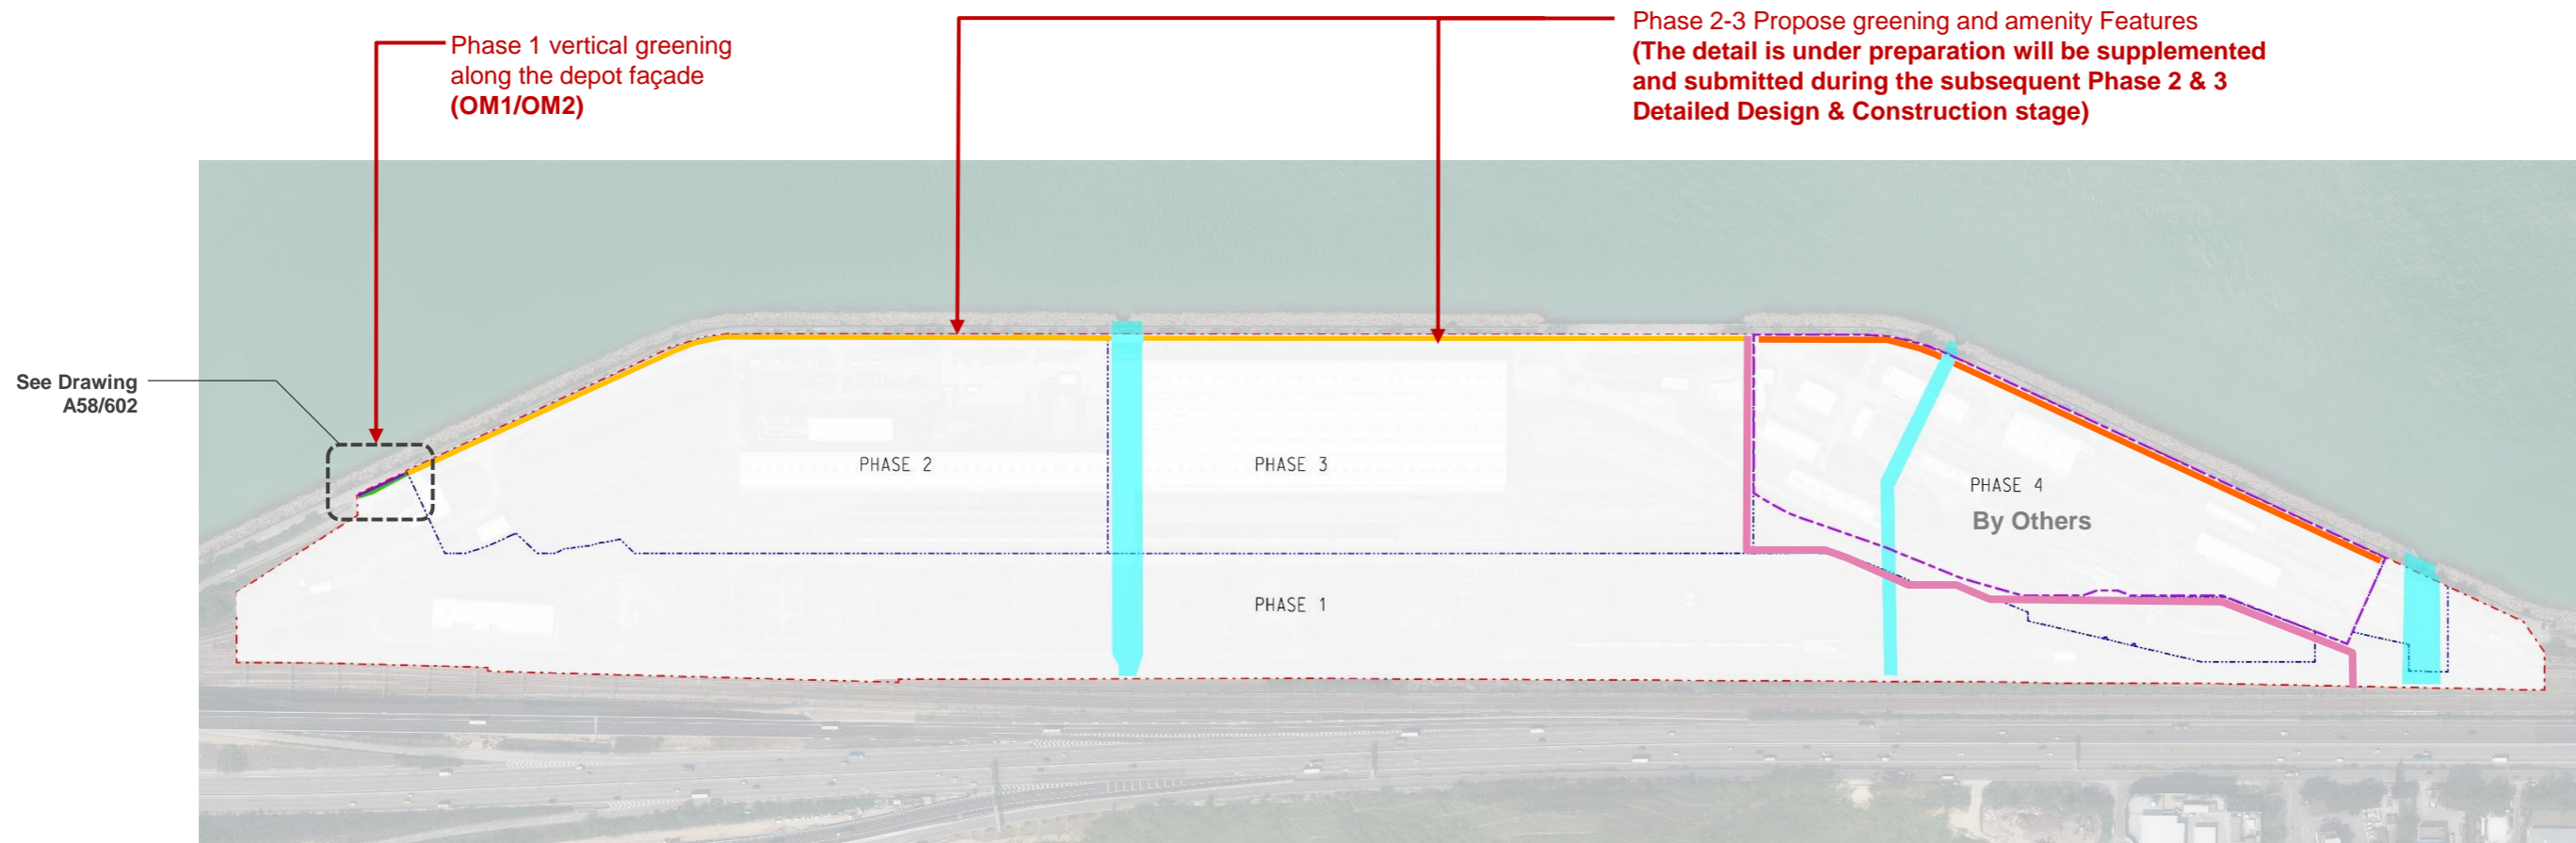 Phase 1 vertical greening
along the depot façade
(OM1/OM2)
Phase 2-3 Propose greening and amenity Features
(The detail is under preparation will be supplemented
and submitted during the subsequent Phase 2 & 3
Detailed Design & Construction stage)
See Drawing
A58/602
PHASE 2
PHASE 3
PHASE 4
By Others
PHASE 1